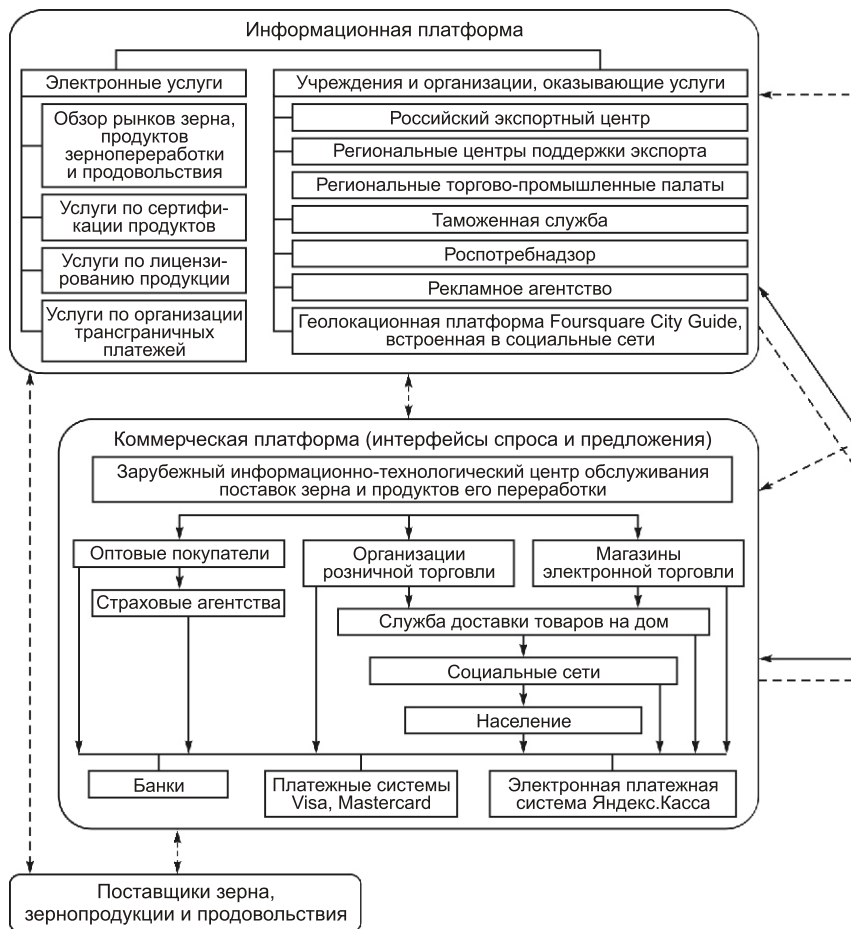 Информационная платформа
Электронные услуги
Обзор рынков зерна,
продуктов
зернопереработки
и продовольствия
Услуги по сертифи-
кации продуктов
Услуги по лицензи-
рованию продукции
Услуги по организации
трансграничных
платежей
Учреждения и организации, оказывающие услуги
Российский экспортный центр
Региональные центры поддержки экспорта
Региональные торгово-промышленные палаты
Таможенная служба
Роспотребнадзор
Рекламное агентство
Геолокационная платформа Foursquare City Guide,
встроенная в социальные сети
Коммерческая платформа (интерфейсы спроса и предложения)
Зарубежный информационно-технологический центр обслуживания
поставок зерна и продуктов его переработки
Оптовые покупатели
Организации
розничной торговли
Магазины
электронной торговли
Страховые агентства
Служба доставки товаров на дом
Социальные сети
Население
Банки
Платежные системы
Visa, Mastercard
Электронная платежная
система Яндекс.Касса
Поставщики зерна,
зернопродукции и продовольствия